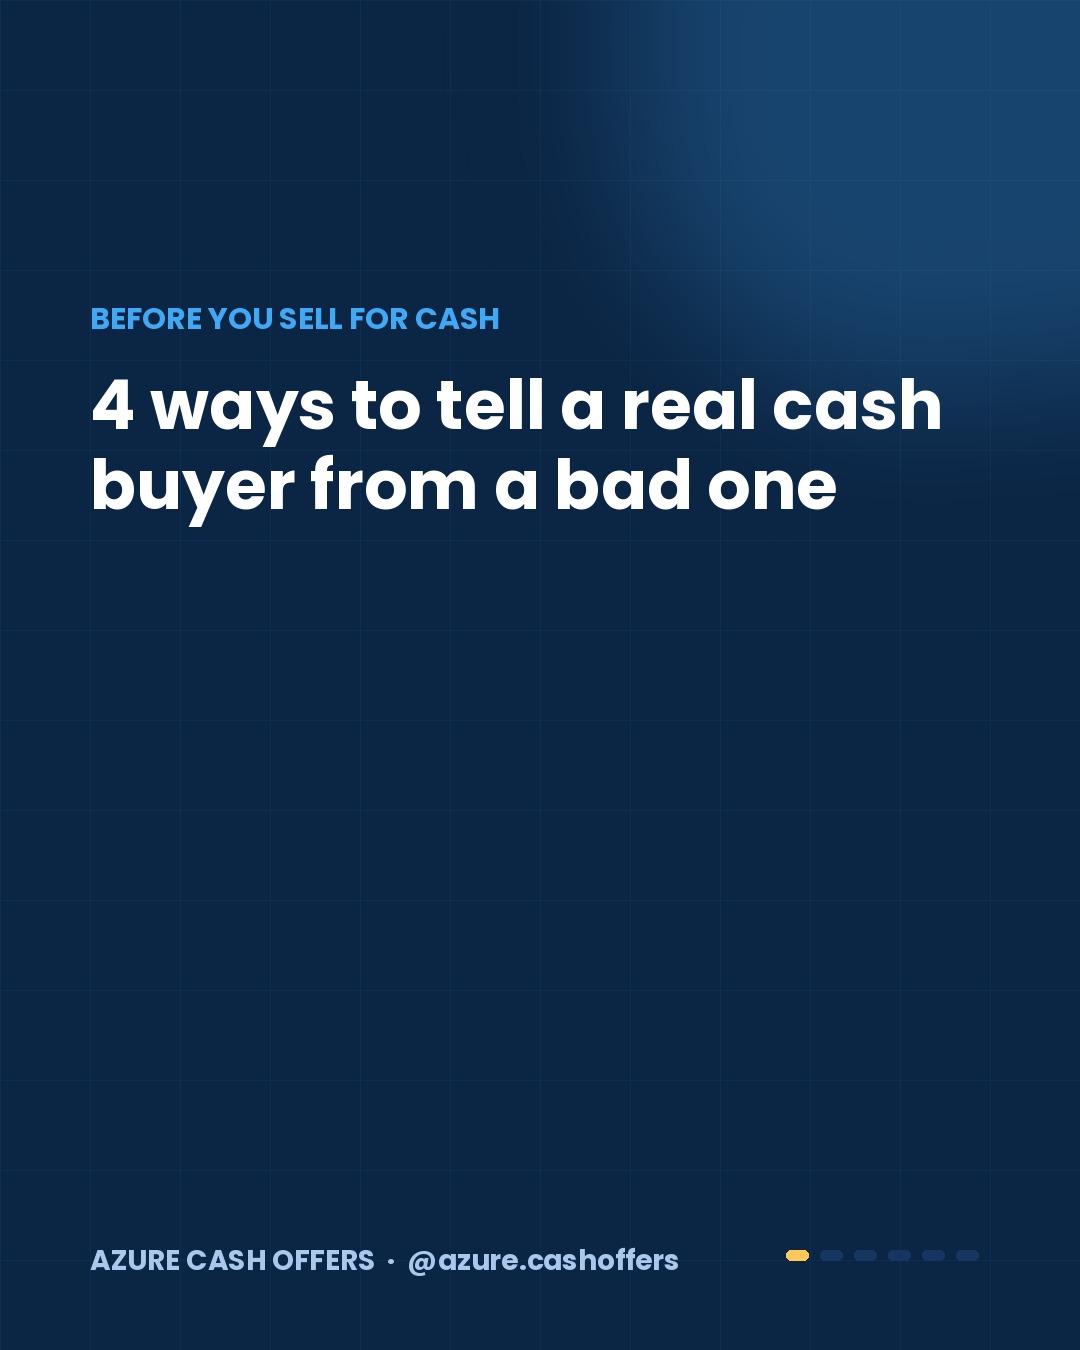 BEFORE YOU SELL FOR CASH
4 ways to tell a real cash
buyer from a bad one
AZURE CASH OFFERS · @azure.cashoffers